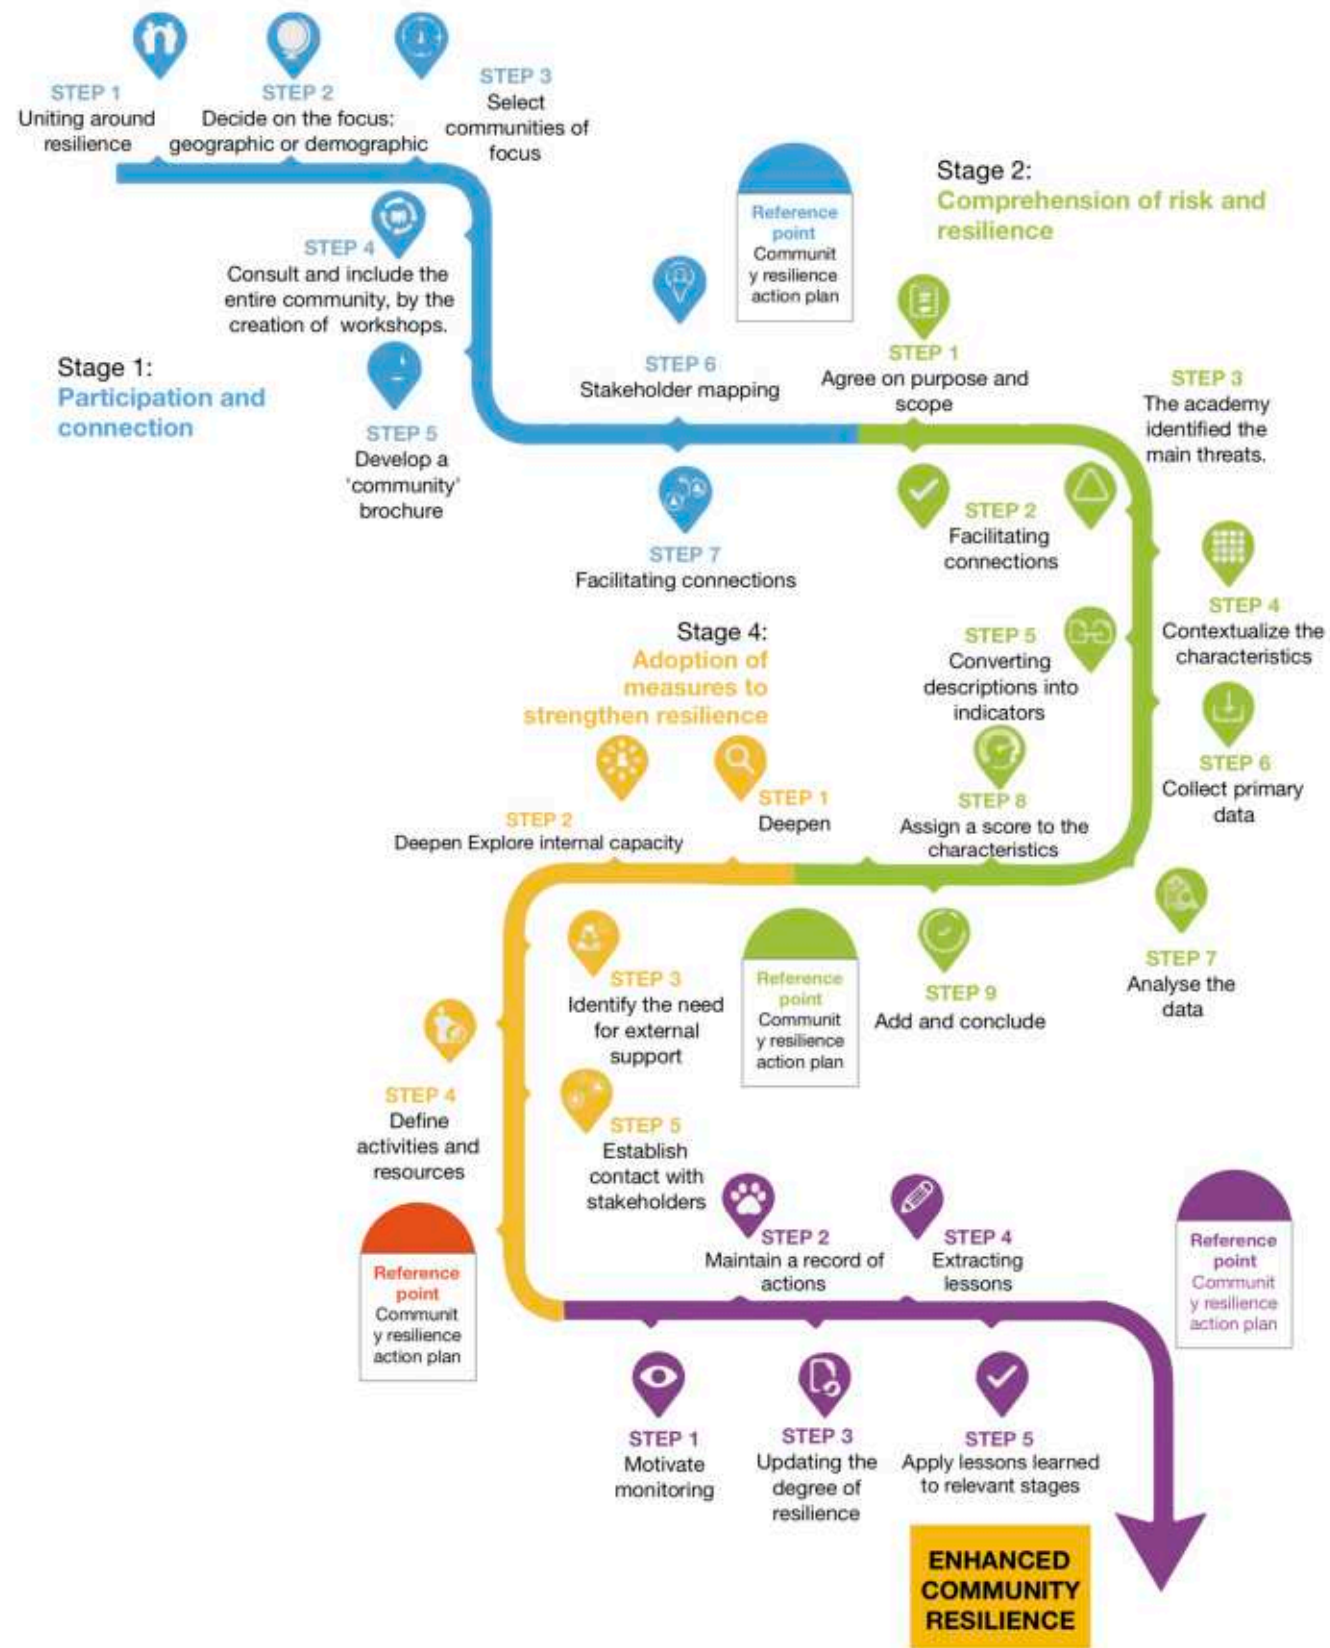 STEP 1
Uniting around
resilience
STEP 2
Decide on the focus:
geographic or demographic
STEP 3
Select
communities of
focus
STEP 4
Consult and include the
entire community, by the
creation of workshops.
Stage 1:
Participation and
connection
STEP 5
Develop a
'community'
brochure
STEP 6
Stakeholder mapping
STEP 7
Facilitating connections
Reference
point
Communit
y resilience
action plan
Stage 2:
Comprehension of risk and
resilience
STEP 1
Agree on purpose and
scope
STEP 2
Facilitating
connections
STEP 3
The academy
identified the
main threats.
STEP 4
Contextualize the
characteristics
STEP 5
Converting
descriptions into
indicators
STEP 6
Collect primary
data
STEP 7
Analyse the
data
STEP 8
Assign a score to the
characteristics
STEP 9
Add and conclude
Reference
point
Communit
y resilience
action plan
Stage 4:
Adoption of
measures to
strengthen resilience
STEP 1
Deepen
STEP 2
Deepen Explore internal capacity
STEP 3
Identify the need
for external
support
STEP 4
Define
activities and
resources
STEP 5
Establish
contact with
stakeholders
Reference
point
Communit
y resilience
action plan
STEP 1
Motivate
monitoring
STEP 2
Maintain a record of
actions
STEP 3
Updating the
degree of
resilience
STEP 4
Extracting
lessons
STEP 5
Apply lessons learned
to relevant stages
Reference
point
Communit
y resilience
action plan
ENHANCED
COMMUNITY
RESILIENCE